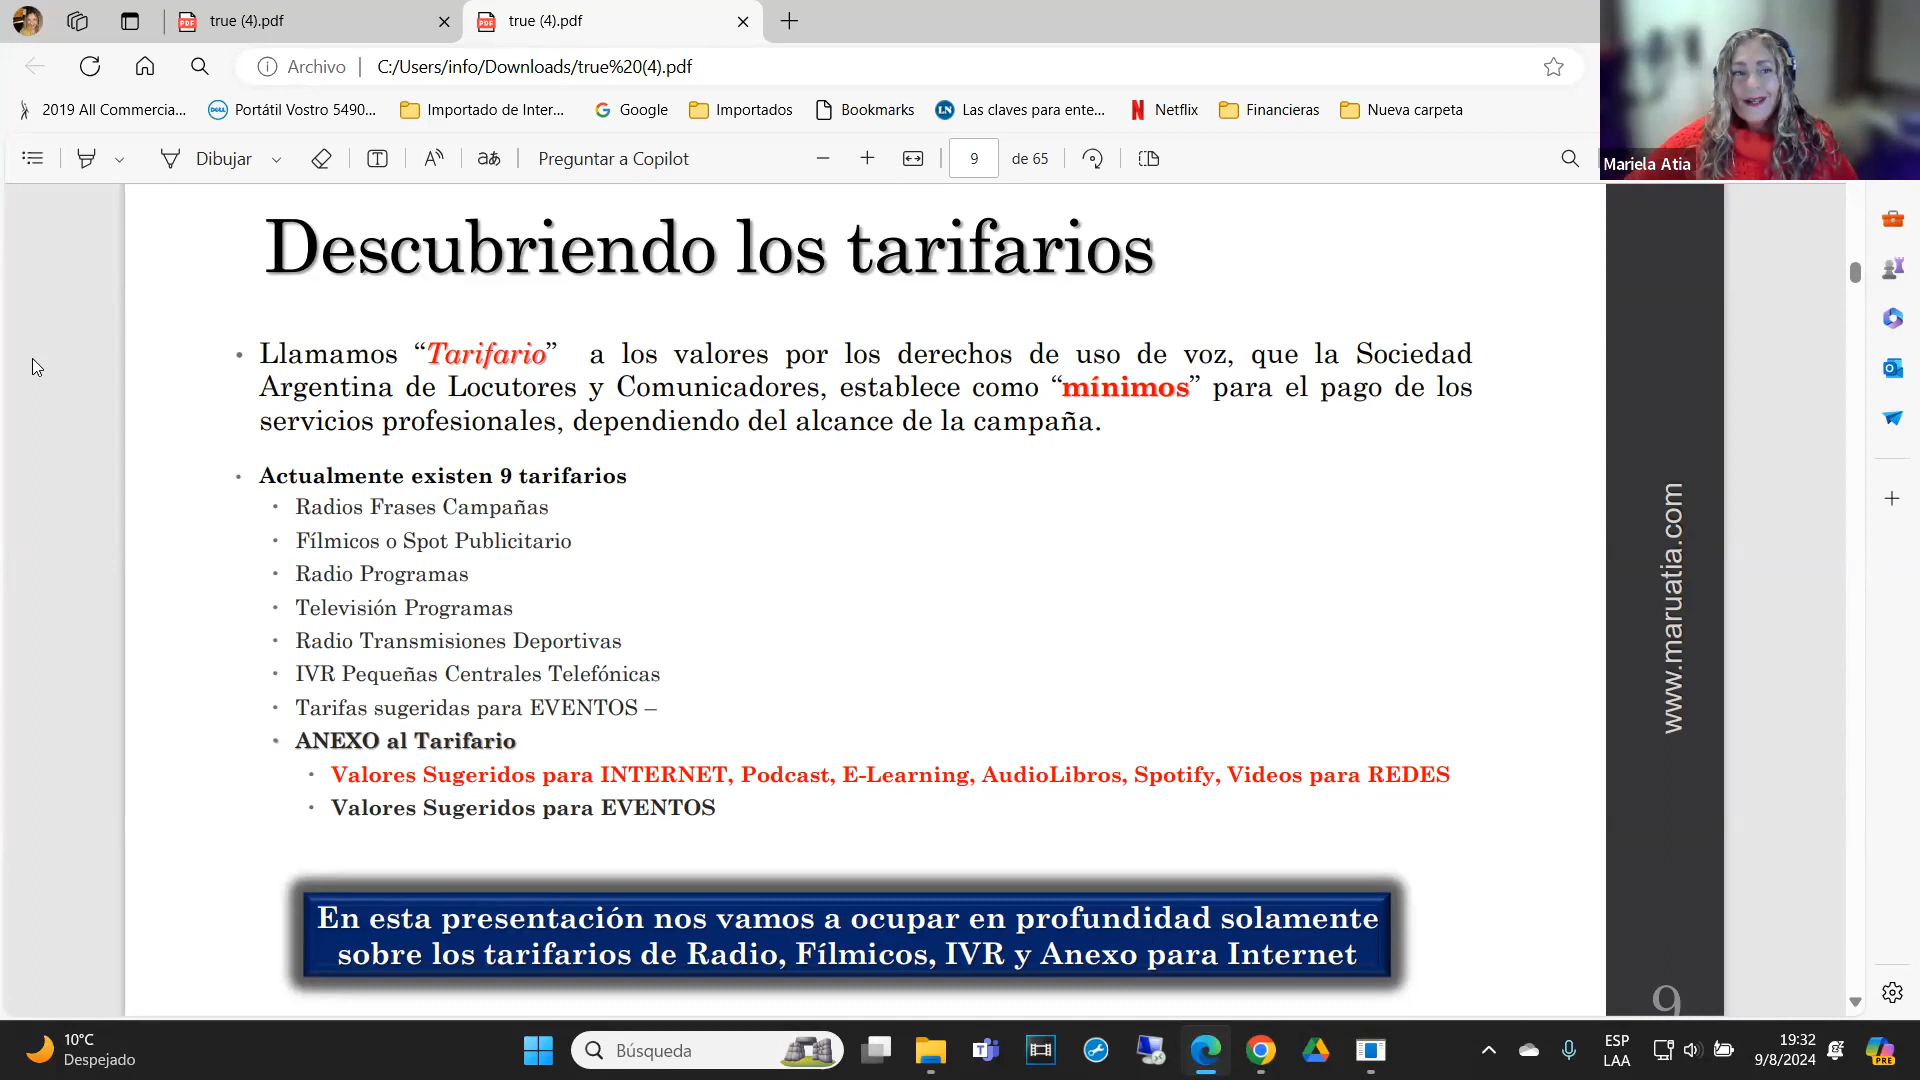 true (4).pdf
true (4).pdf
Archivo
C:/Users/info/Downloads/true%20(4).pdf
2019 All Commercia...
Portátil Vostro 5490...
Importado de Inter...
Google
Importados
Bookmarks
Las claves para ente...
Netflix
Financieras
Nueva carpeta
Dibujar
Preguntar a Copilot
9
de 65
Mariela Atia
Descubriendo los tarifarios
• Llamamos “Tarifario” a los valores por los derechos de uso de voz, que la Sociedad
Argentina de Locutores y Comunicadores, establece como “mínimos” para el pago de los
servicios profesionales, dependiendo del alcance de la campaña.
• Actualmente existen 9 tarifarios
• Radios Frases Campañas
• Fílmicos o Spot Publicitario
• Radio Programas
• Televisión Programas
• Radio Transmisiones Deportivas
• IVR Pequeñas Centrales Telefónicas
• Tarifas sugeridas para EVENTOS –
• ANEXO al Tarifario
• Valores Sugeridos para INTERNET, Podcast, E-Learning, AudioLibros, Spotify, Videos para REDES
• Valores Sugeridos para EVENTOS
En esta presentación nos vamos a ocupar en profundidad solamente
sobre los tarifarios de Radio, Fílmicos, IVR y Anexo para Internet
www.maruatia.com
9
10°C
Despejado
Búsqueda
ESP
LAA
19:32
9/8/2024